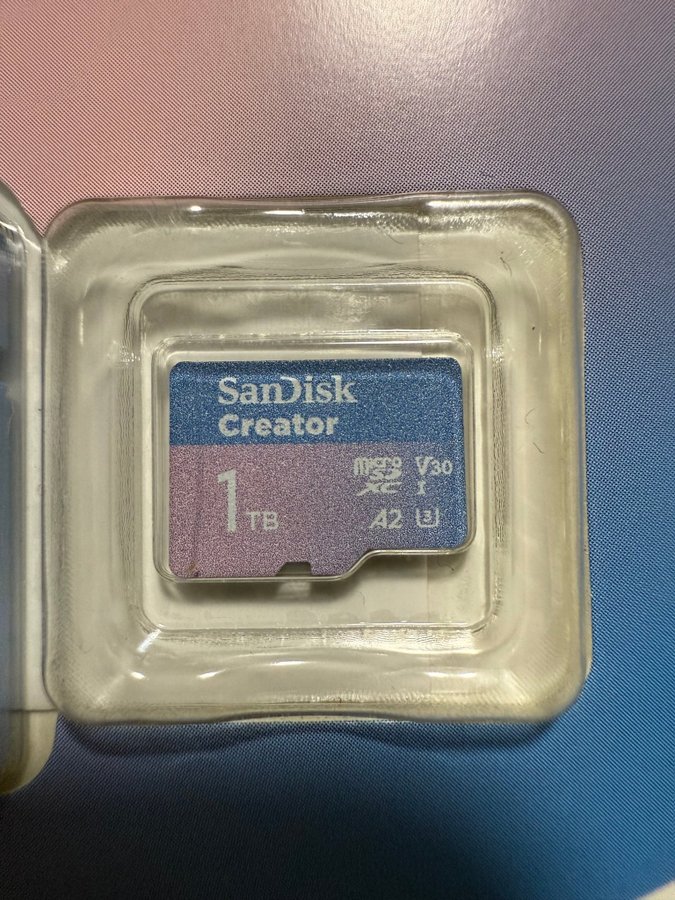 SanDisk
Creator
1TB
micro SD XC I
V30
A2 U3